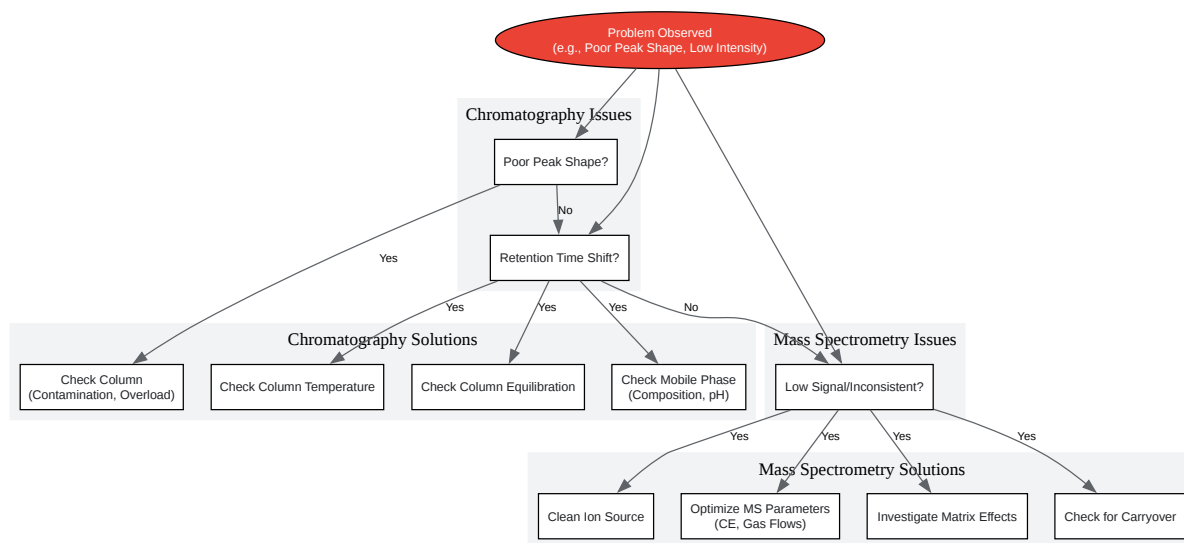 Problem Observed
(e.g., Poor Peak Shape, Low Intensity)
Chromatography Issues
Poor Peak Shape?
No
Retention Time Shift?
Yes
Yes
Yes
Yes
No
Chromatography Solutions
Mass Spectrometry Issues
Check Column
(Contamination, Overload)
Check Column Temperature
Check Column Equilibration
Check Mobile Phase
(Composition, pH)
Low Signal/Inconsistent?
Yes
Yes
Yes
Yes
Mass Spectrometry Solutions
Clean Ion Source
Optimize MS Parameters
(CE, Gas Flows)
Investigate Matrix Effects
Check for Carryover